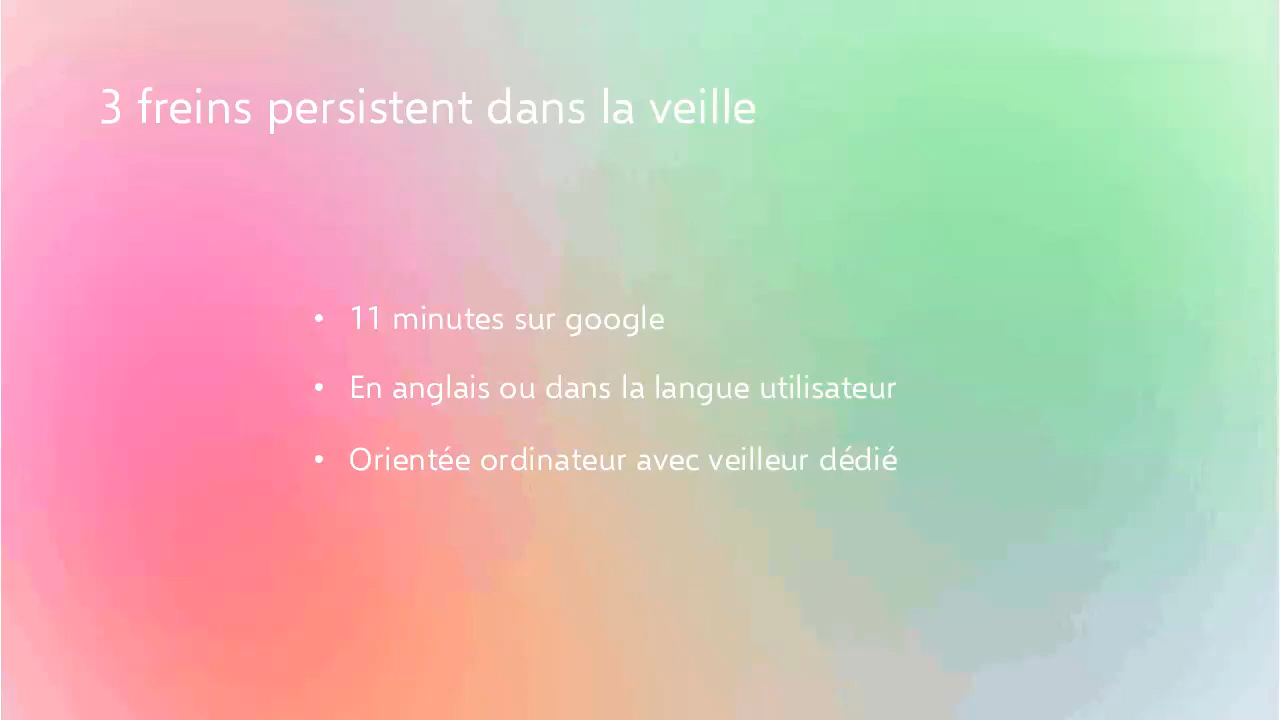 3 freins persistent dans la veille
• 11 minutes sur google
• En anglais ou dans la langue utilisateur
• Orientée ordinateur avec veilleur dédié